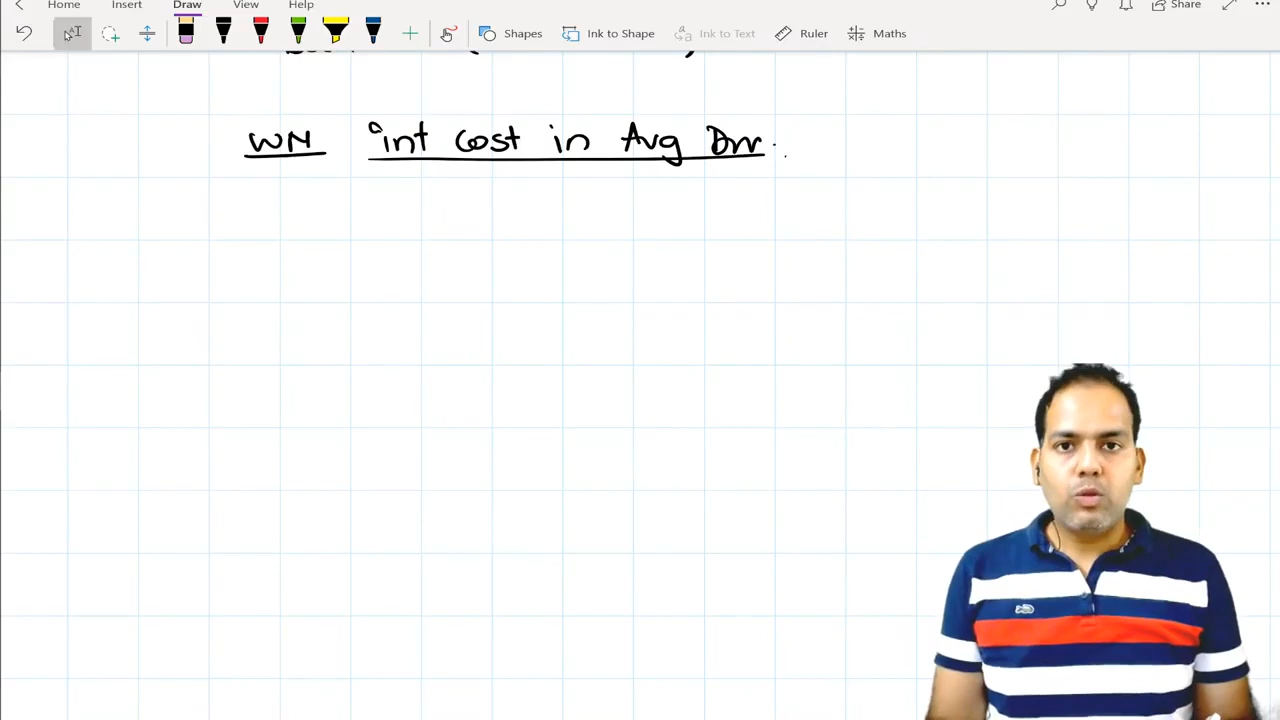 Home Insert Draw View Help Share
Shapes Ink to Shape Ink to Text Ruler Maths
WN int cost in Avg Drr.